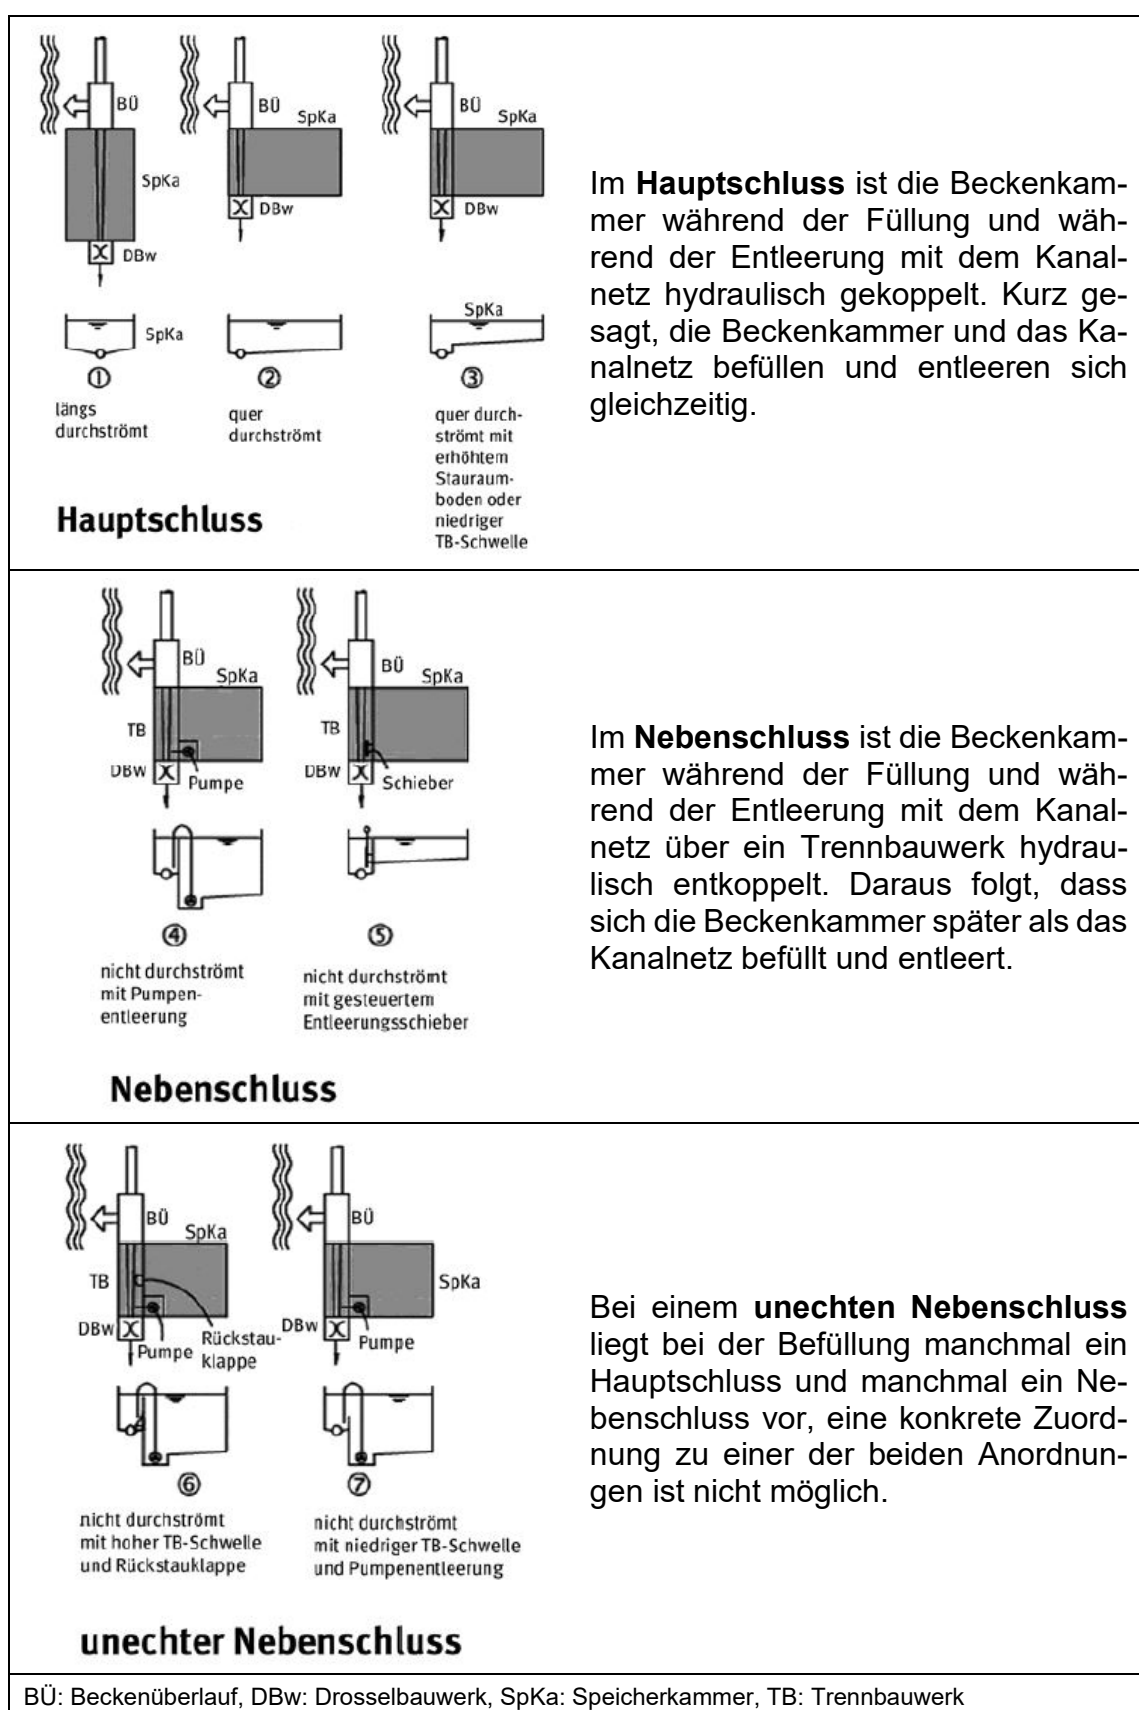 BÜ
SpKa
DBw
SpKa
①
längs
durchströmt
BÜ
SpKa
DBw
②
quer
durchströmt
BÜ
SpKa
DBw
SpKa
③
quer durch-
strömt mit
erhöhtem
Stauraum-
boden oder
niedriger
TB-Schwelle
Hauptschluss
Im Hauptschluss ist die Beckenkam-
mer während der Füllung und wäh-
rend der Entleerung mit dem Kanal-
netz hydraulisch gekoppelt. Kurz ge-
sagt, die Beckenkammer und das Ka-
nalnetz befüllen und entleeren sich
gleichzeitig.
BÜ
SpKa
TB
DBw
Pumpe
④
nicht durchströmt
mit Pumpen-
entleerung
BÜ
SpKa
TB
DBw
Schieber
⑤
nicht durchströmt
mit gesteuertem
Entleerungsschieber
Nebenschluss
Im Nebenschluss ist die Beckenkam-
mer während der Füllung und wäh-
rend der Entleerung mit dem Kanal-
netz über ein Trennbauwerk hydrau-
lisch entkoppelt. Daraus folgt, dass
sich die Beckenkammer später als das
Kanalnetz befüllt und entleert.
BÜ
SpKa
TB
DBw
Pumpe
Rückstau-
klappe
⑥
nicht durchströmt
mit hoher TB-Schwelle
und Rückstauklappe
BÜ
SpKa
DBw
Pumpe
⑦
nicht durchströmt
mit niedriger TB-Schwelle
und Pumpenentleerung
unechter Nebenschluss
Bei einem unechten Nebenschluss
liegt bei der Befüllung manchmal ein
Hauptschluss und manchmal ein Ne-
benschluss vor, eine konkrete Zuord-
nung zu einer der beiden Anordnun-
gen ist nicht möglich.
BÜ: Beckenüberlauf, DBw: Drosselbauwerk, SpKa: Speicherkammer, TB: Trennbauwerk